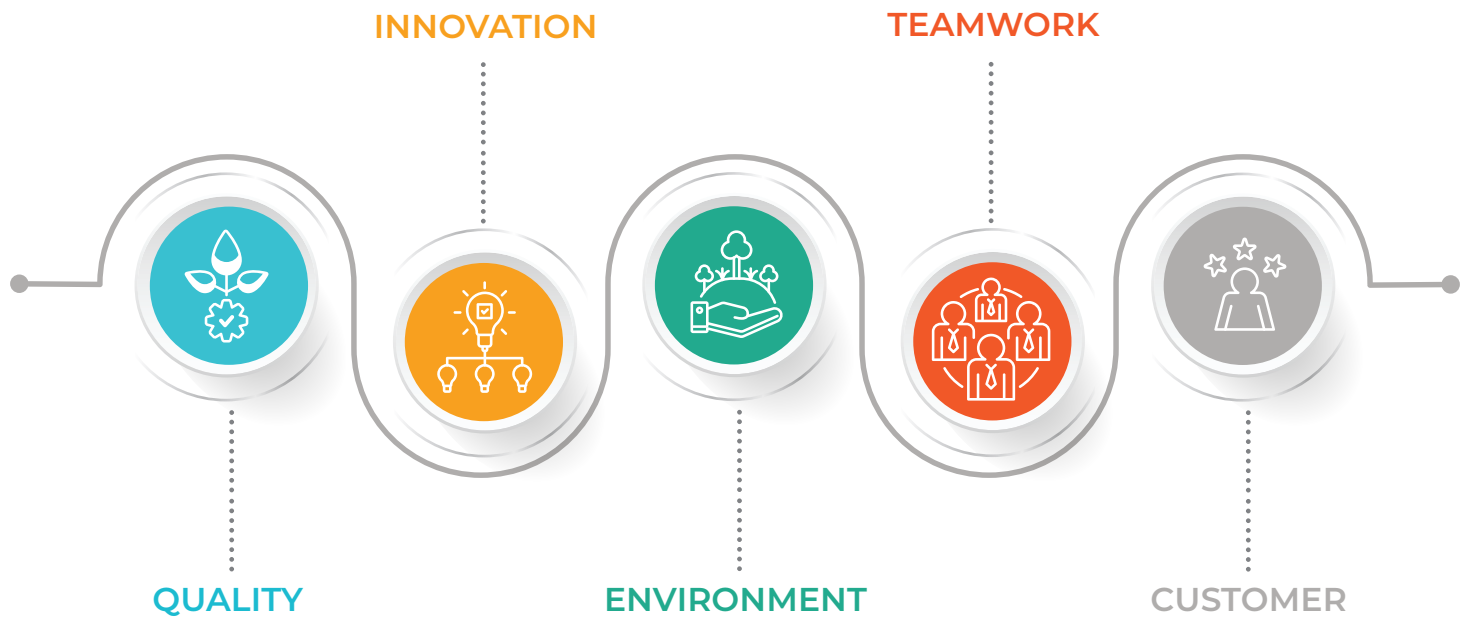 INNOVATION
TEAMWORK
QUALITY
ENVIRONMENT
CUSTOMER